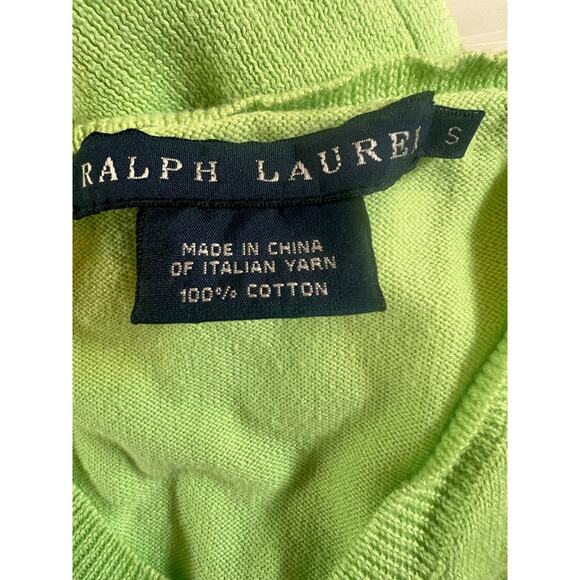 RALPH LAUREN
S
MADE IN CHINA
OF ITALIAN YARN
100% COTTON